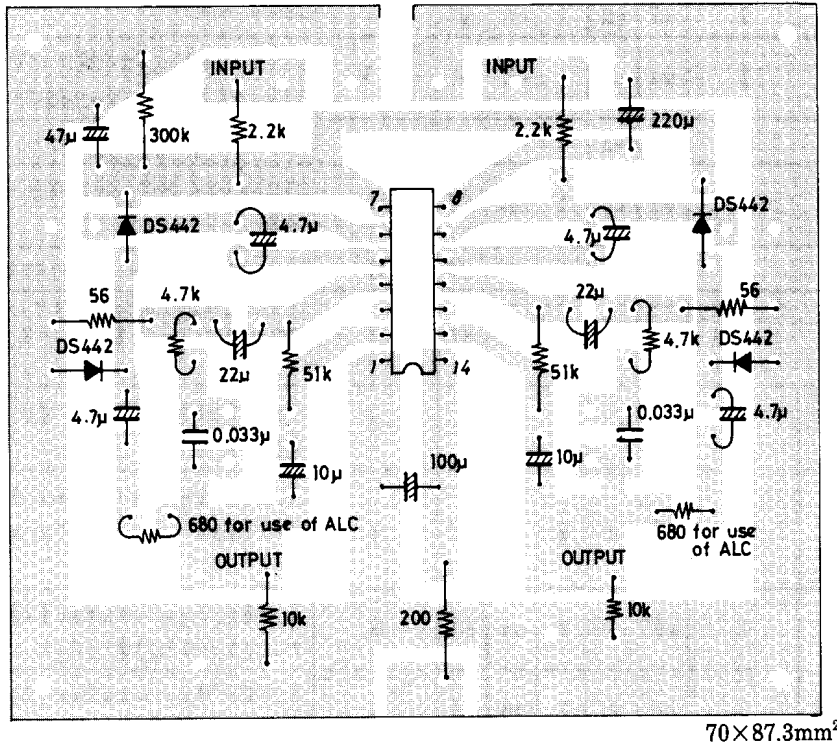 INPUT
INPUT
47μ
300k
2.2k
2.2k
220μ
7
8
DS442
4.7μ
4.7μ
DS442
56
4.7k
22μ
56
4.7k
DS442
22μ
51k
1
14
51k
DS442
4.7μ
0.033μ
0.033μ
4.7μ
10μ
100μ
10μ
680 for use of ALC
680 for use
of ALC
OUTPUT
OUTPUT
10k
200
10k
70×87.3mm²